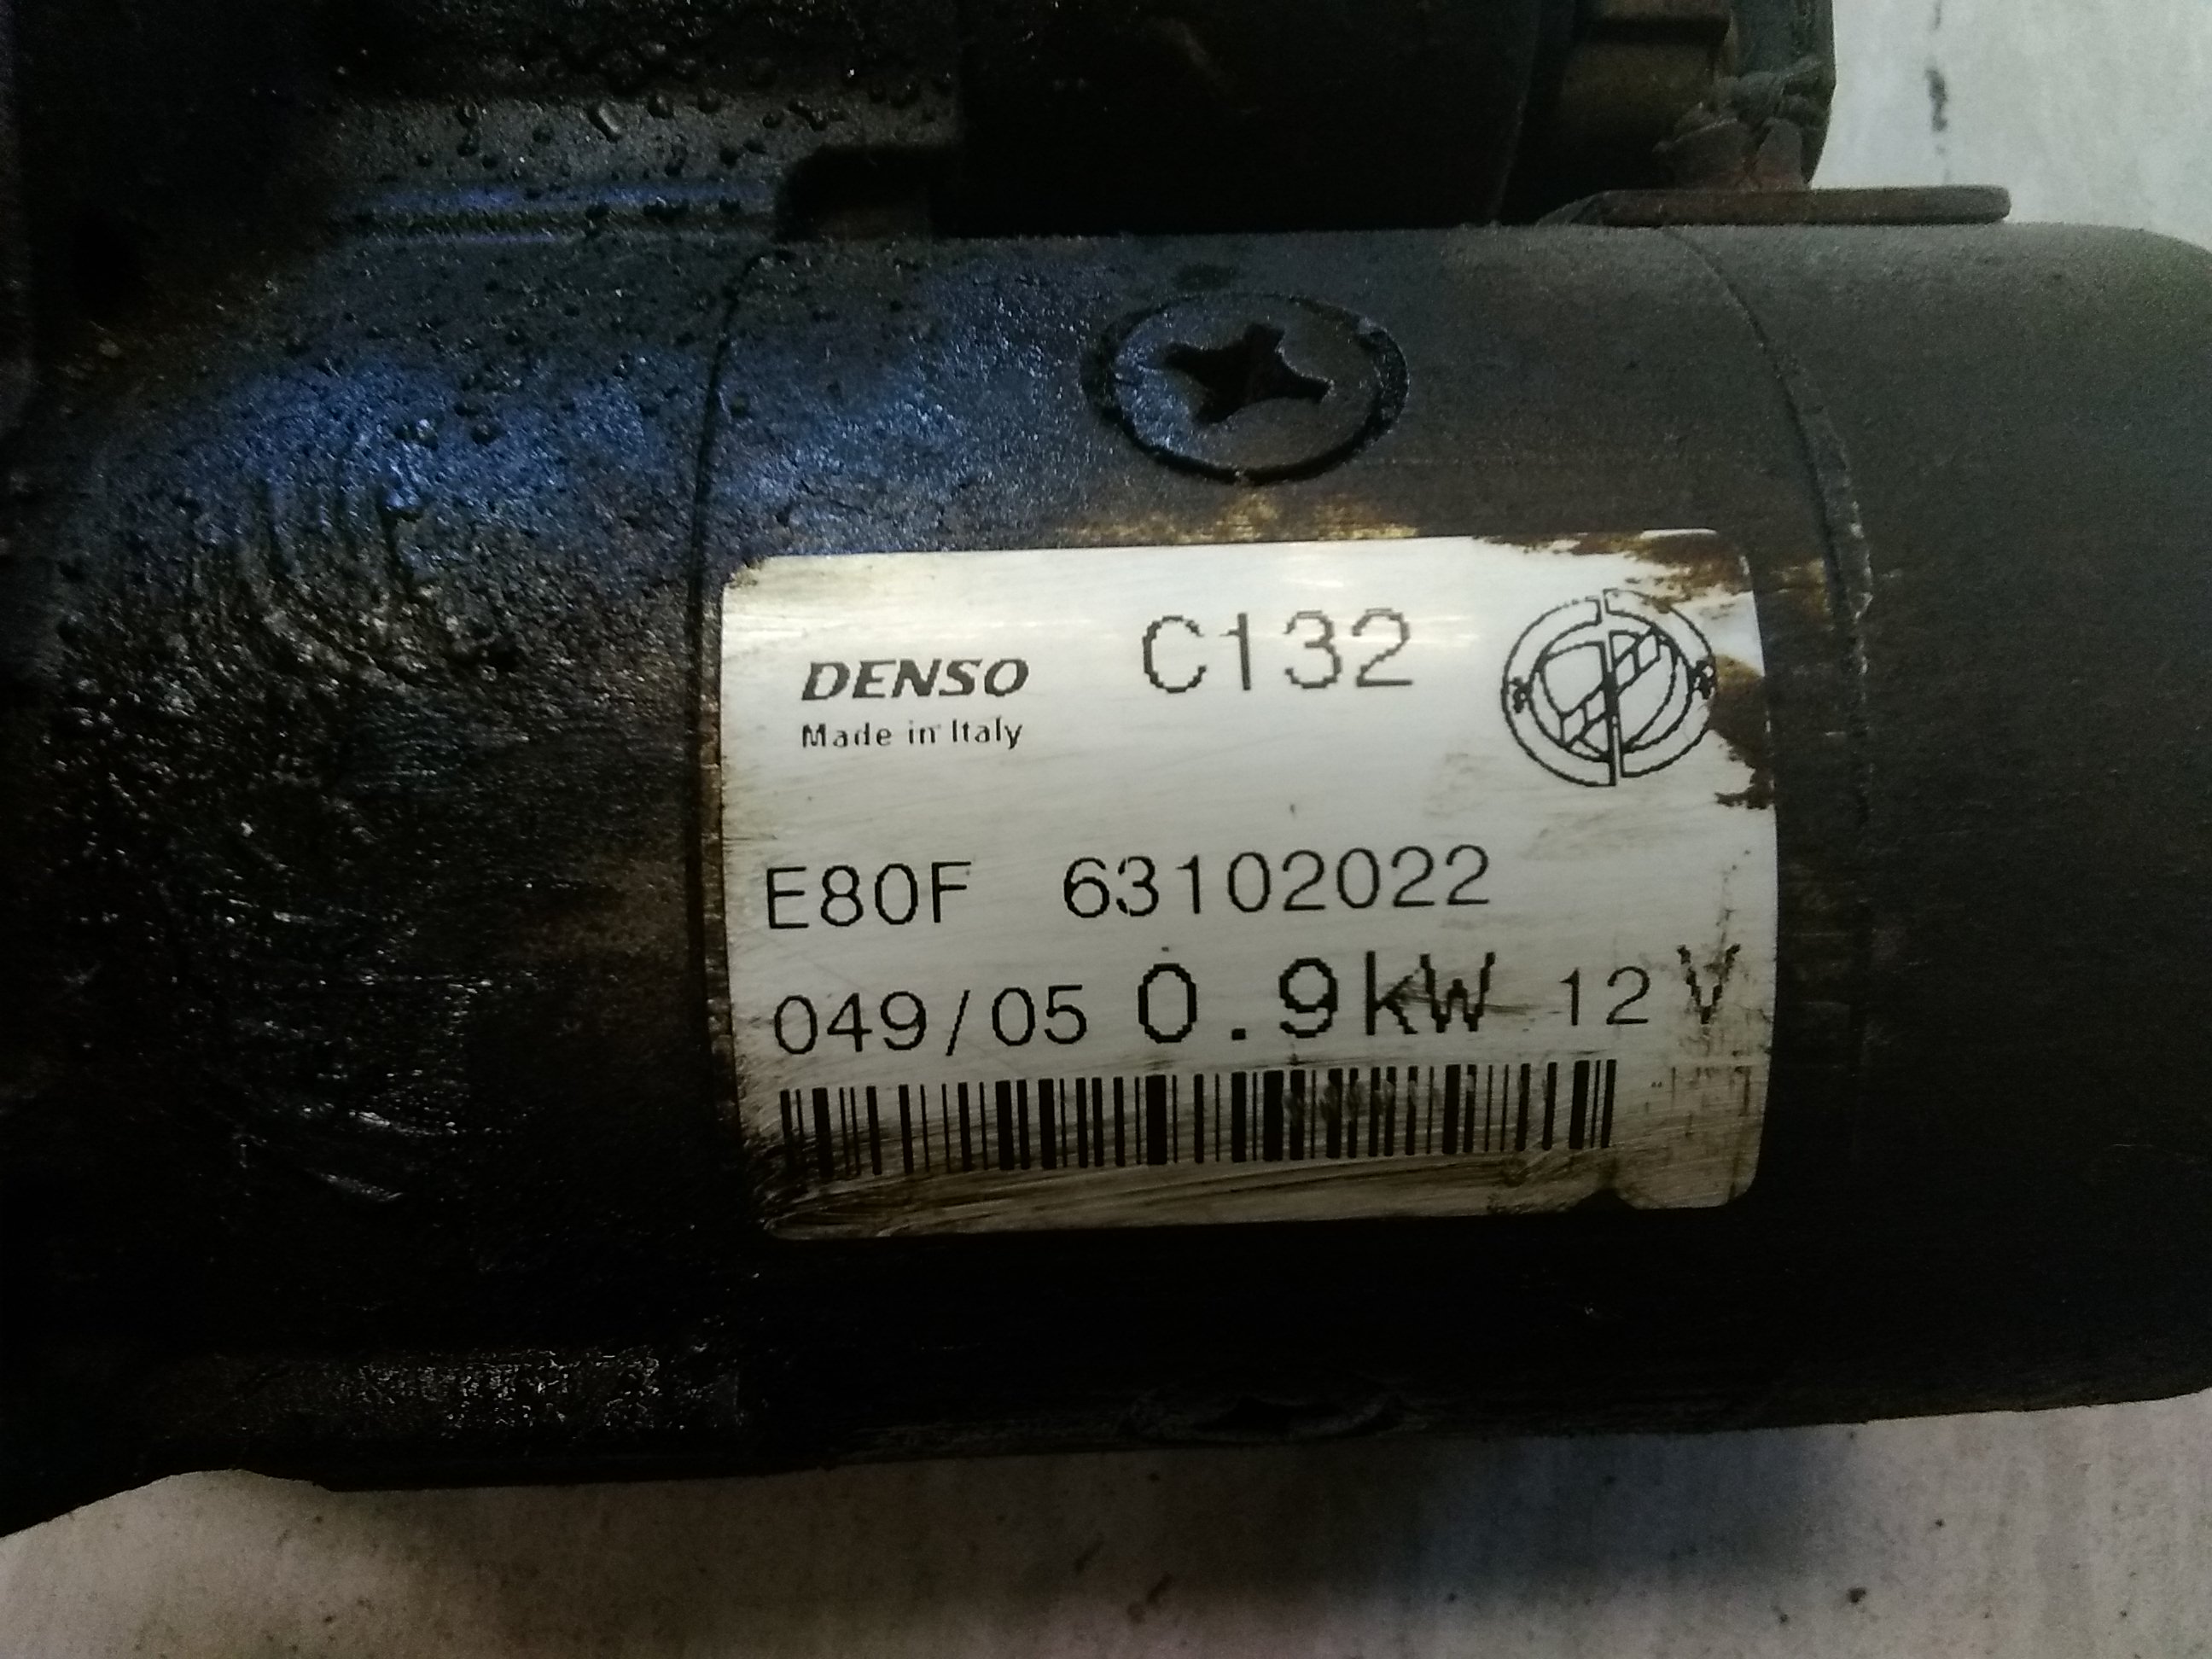 DENSO C132
Made in Italy
E80F 63102022
049/05 0.9kW 12V